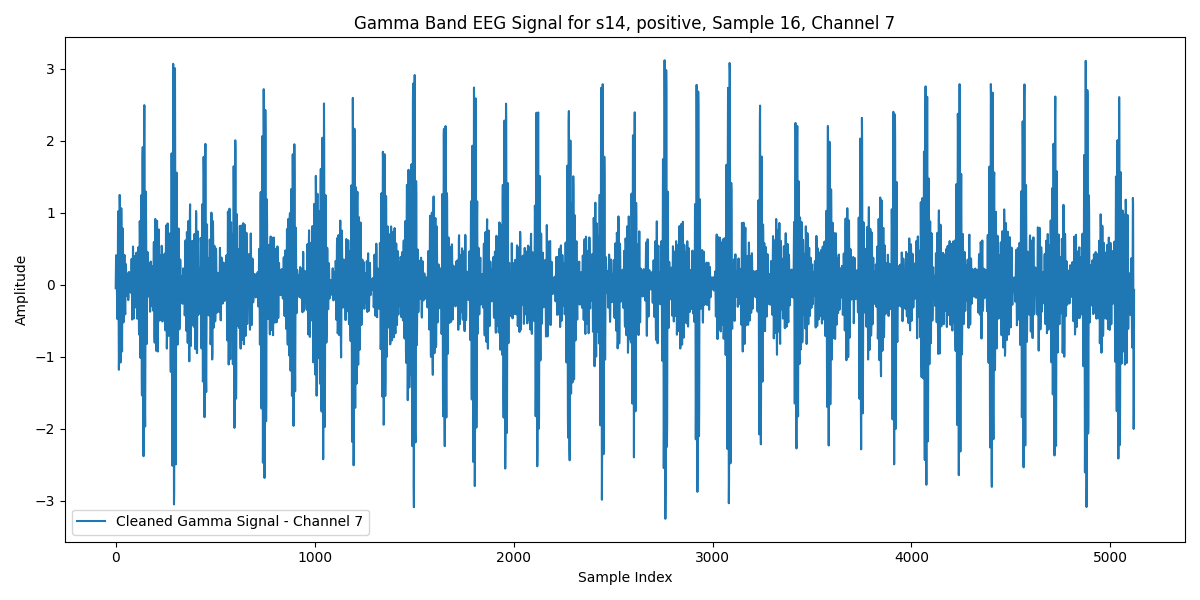 Gamma Band EEG Signal for s14, positive, Sample 16, Channel 7
3
2
1
0
−1
−2
−3
Amplitude
Cleaned Gamma Signal - Channel 7
0 1000 2000 3000 4000 5000
Sample Index